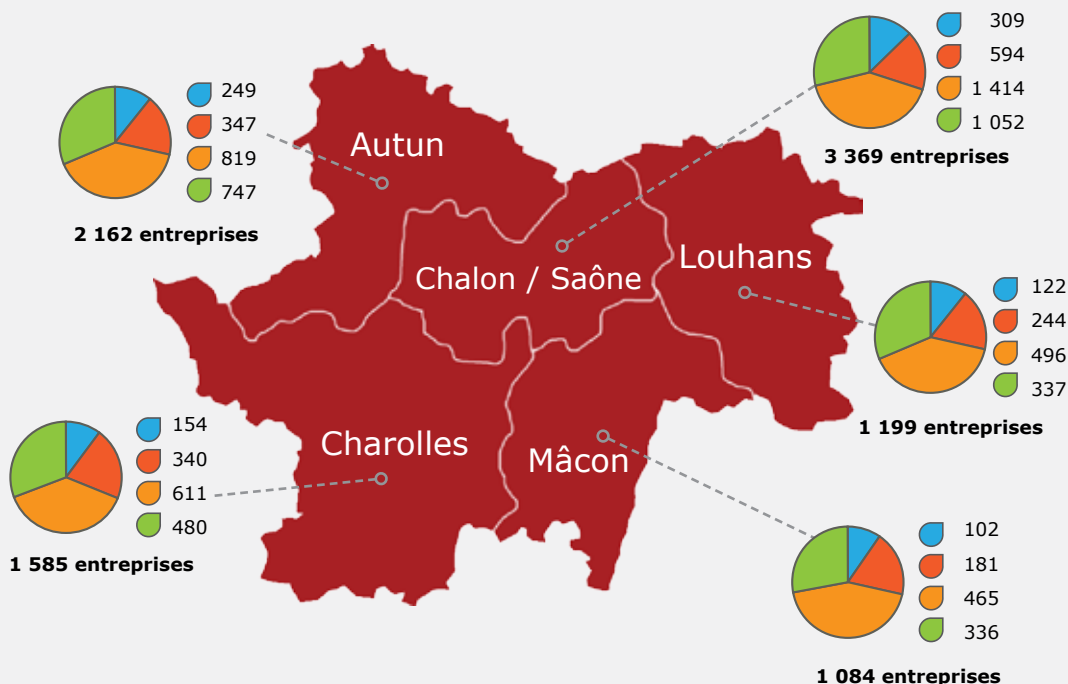 309
594
1 414
1 052
3 369 entreprises
249
347
819
747
2 162 entreprises
Autun
Chalon / Saône
Louhans
122
244
496
337
1 199 entreprises
154
340
611
480
1 585 entreprises
Charolles
Mâcon
102
181
465
336
1 084 entreprises